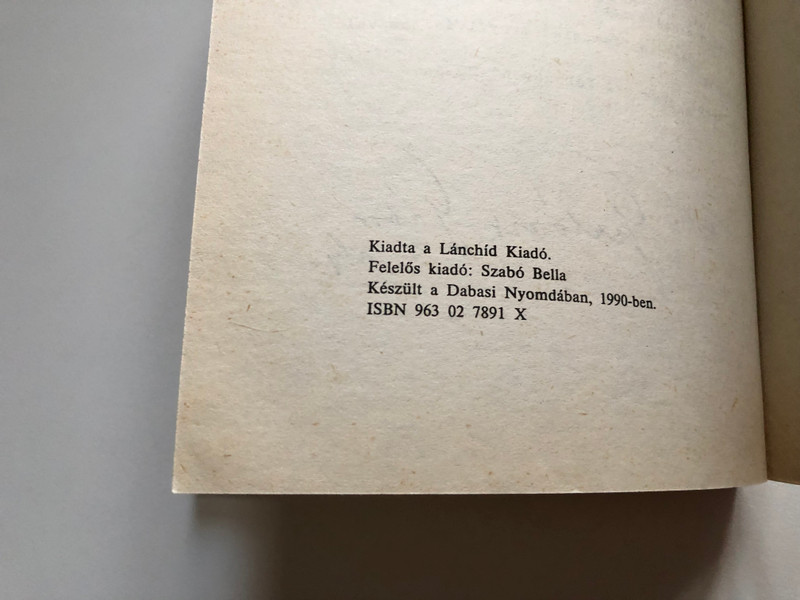 Kiadta a Lánchíd Kiadó.
Felelős kiadó: Szabó Bella
Készült a Dabasi Nyomdában, 1990-ben.
ISBN 963 02 7891 X